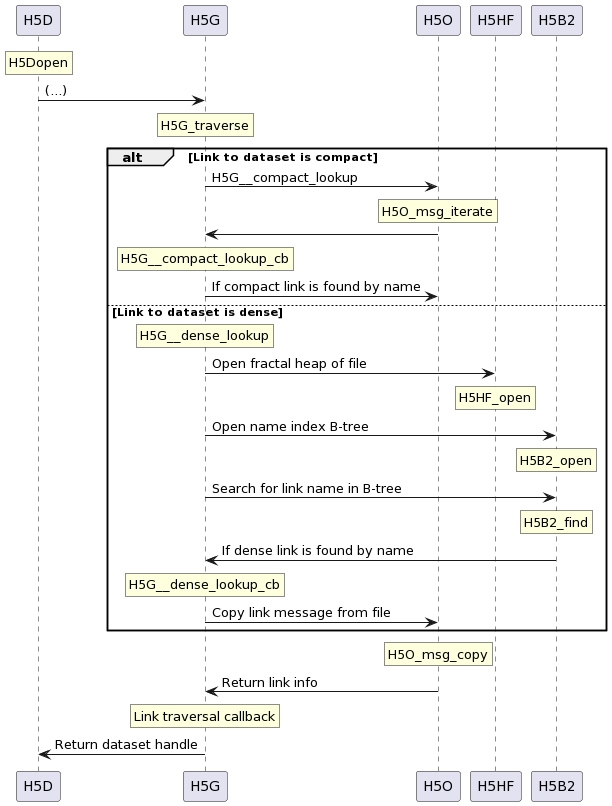 H5D H5G H5O H5HF H5B2
H5Dopen
(...)
H5G_traverse
alt [Link to dataset is compact]
H5G__compact_lookup
H5O_msg_iterate
H5G__compact_lookup_cb
If compact link is found by name
[Link to dataset is dense]
H5G__dense_lookup
Open fractal heap of file
H5HF_open
Open name index B-tree
H5B2_open
Search for link name in B-tree
H5B2_find
If dense link is found by name
H5G__dense_lookup_cb
Copy link message from file
H5O_msg_copy
Return link info
Link traversal callback
Return dataset handle
H5D H5G H5O H5HF H5B2